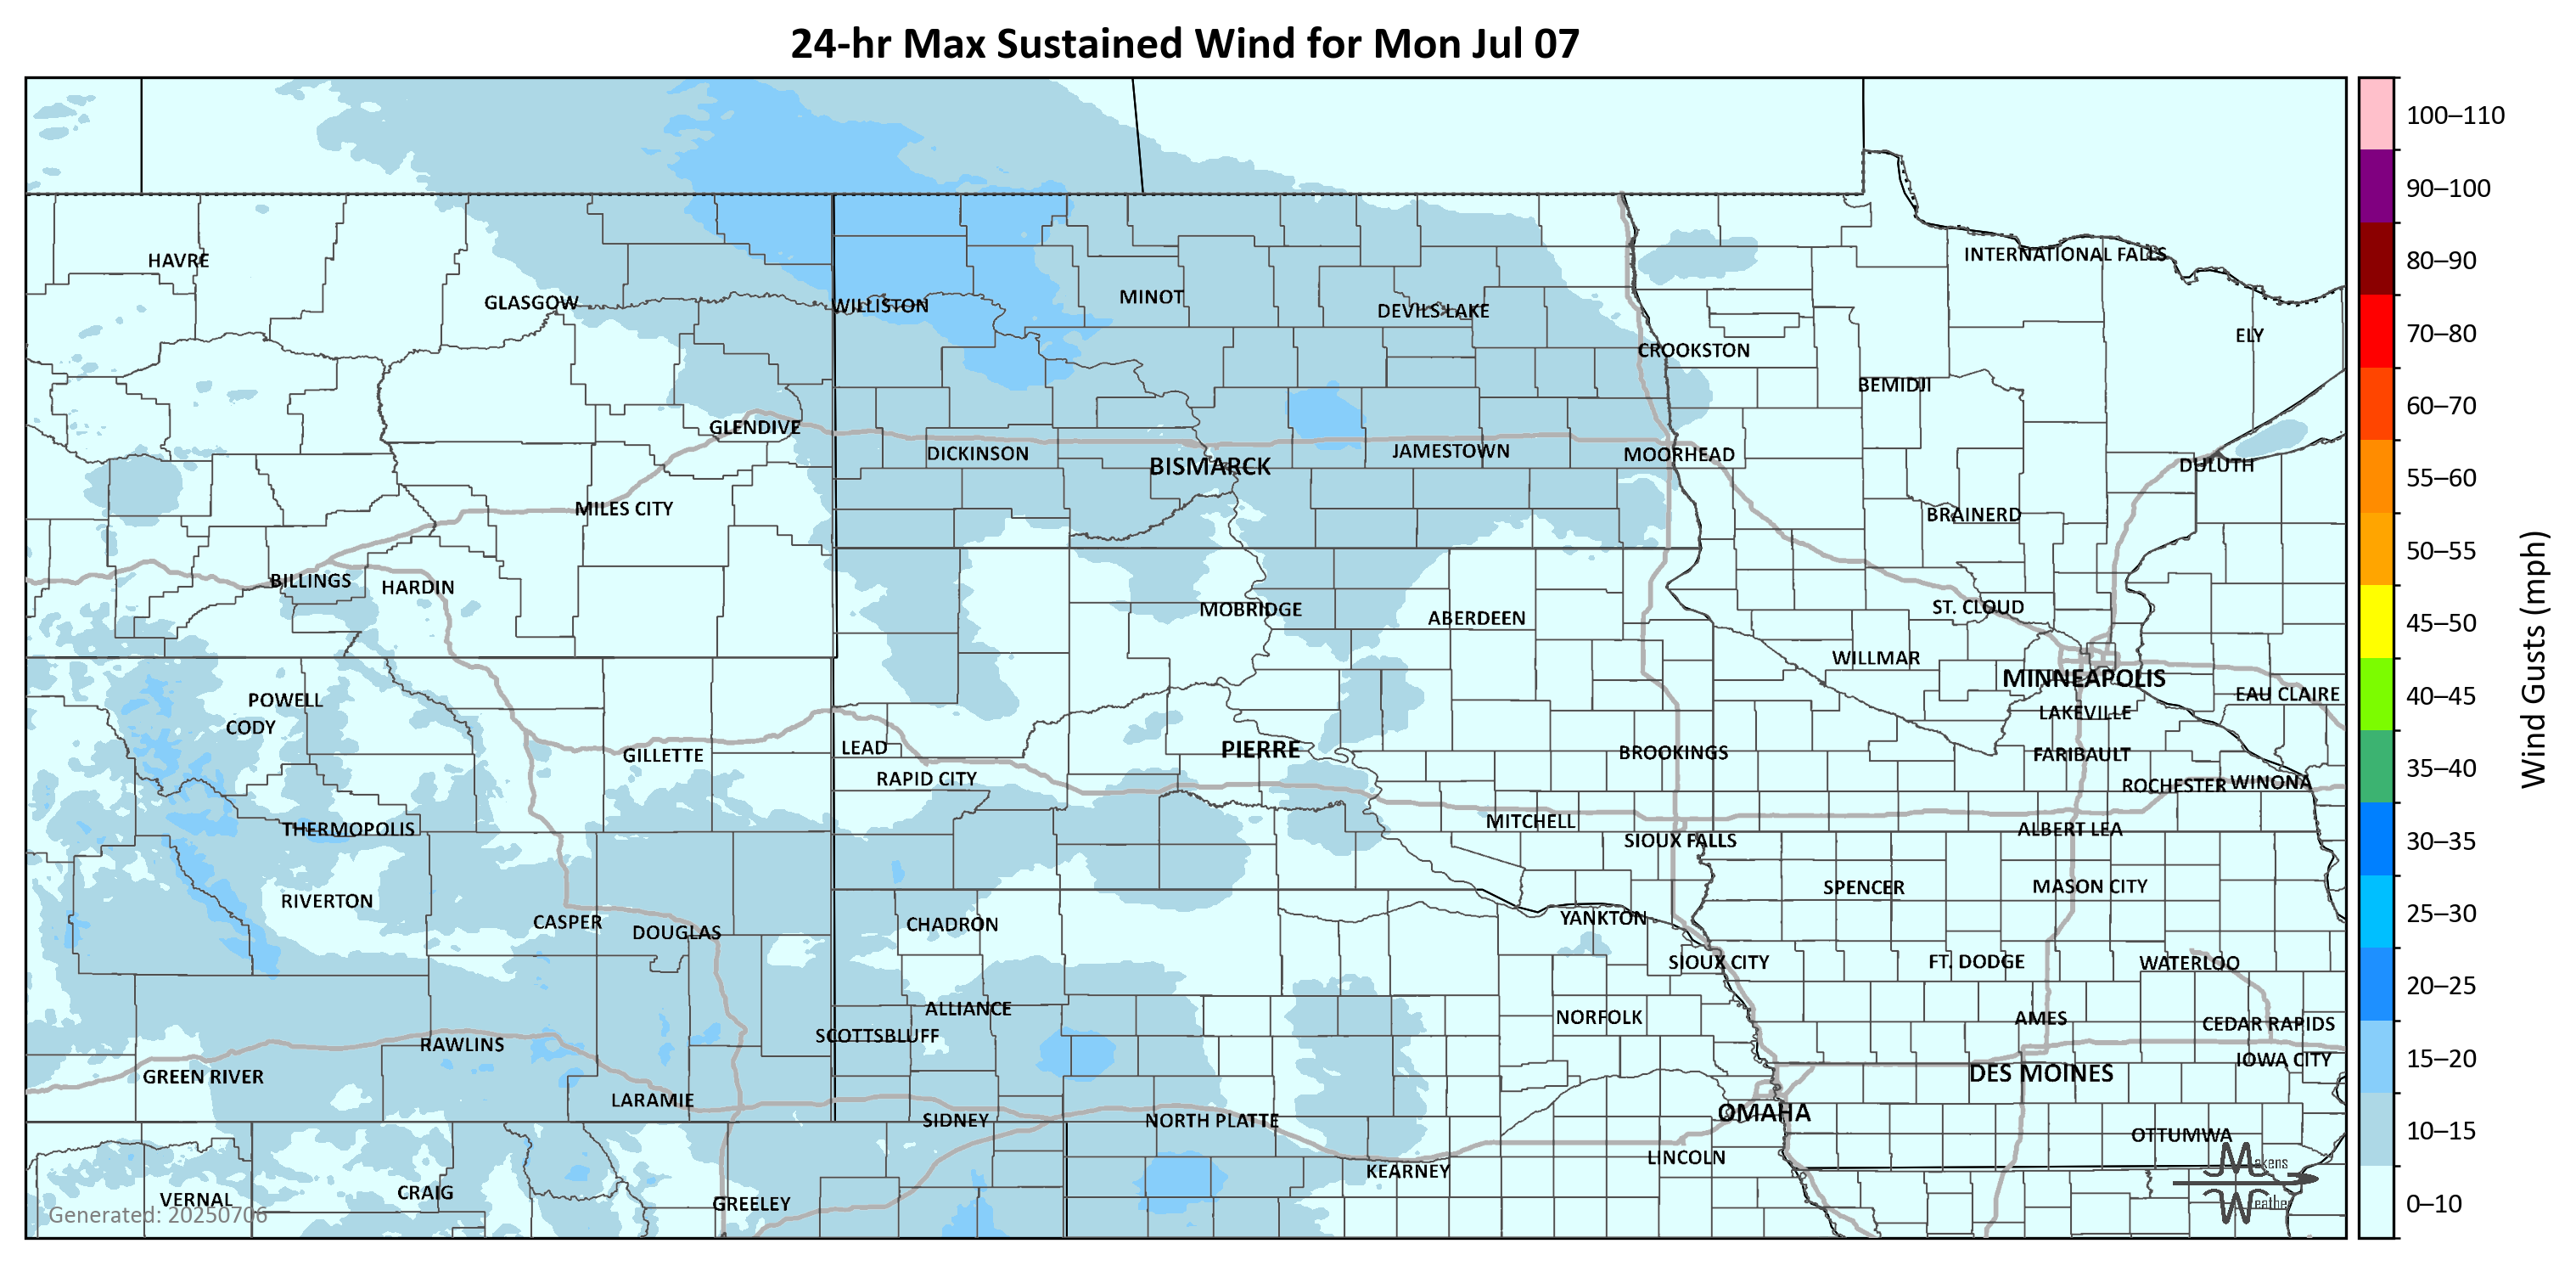 24-hr Max Sustained Wind for Mon Jul 07
100–110
90–100
80–90
70–80
60–70
55–60
50–55
45–50
40–45
35–40
30–35
25–30
20–25
15–20
10–15
0–10
Wind Gusts (mph)
HAVRE
INTERNATIONAL FALLS
GLASGOW
WILLISTON
MINOT
DEVILS LAKE
ELY
CROOKSTON
BEMIDJI
GLENDIVE
DICKINSON
BISMARCK
JAMESTOWN
MOORHEAD
DULUTH
MILES CITY
BRAINERD
BILLINGS
HARDIN
MOBRIDGE
ABERDEEN
ST. CLOUD
WILLMAR
MINNEAPOLIS
EAU CLAIRE
POWELL
CODY
LAKEVILLE
GILLETTE
LEAD
PIERRE
BROOKINGS
FARIBAULT
RAPID CITY
ROCHESTER
WINONA
THERMOPOLIS
MITCHELL
SIOUX FALLS
ALBERT LEA
RIVERTON
SPENCER
MASON CITY
CASPER
DOUGLAS
CHADRON
YANKTON
SIOUX CITY
FT. DODGE
WATERLOO
ALLIANCE
NORFOLK
AMES
CEDAR RAPIDS
SCOTTSBLUFF
RAWLINS
IOWA CITY
GREEN RIVER
DES MOINES
LARAMIE
SIDNEY
NORTH PLATTE
OMAHA
OTTUMWA
LINCOLN
KEARNEY
VERNAL
CRAIG
GREELEY
Generated: 20250706
Makens
Weather